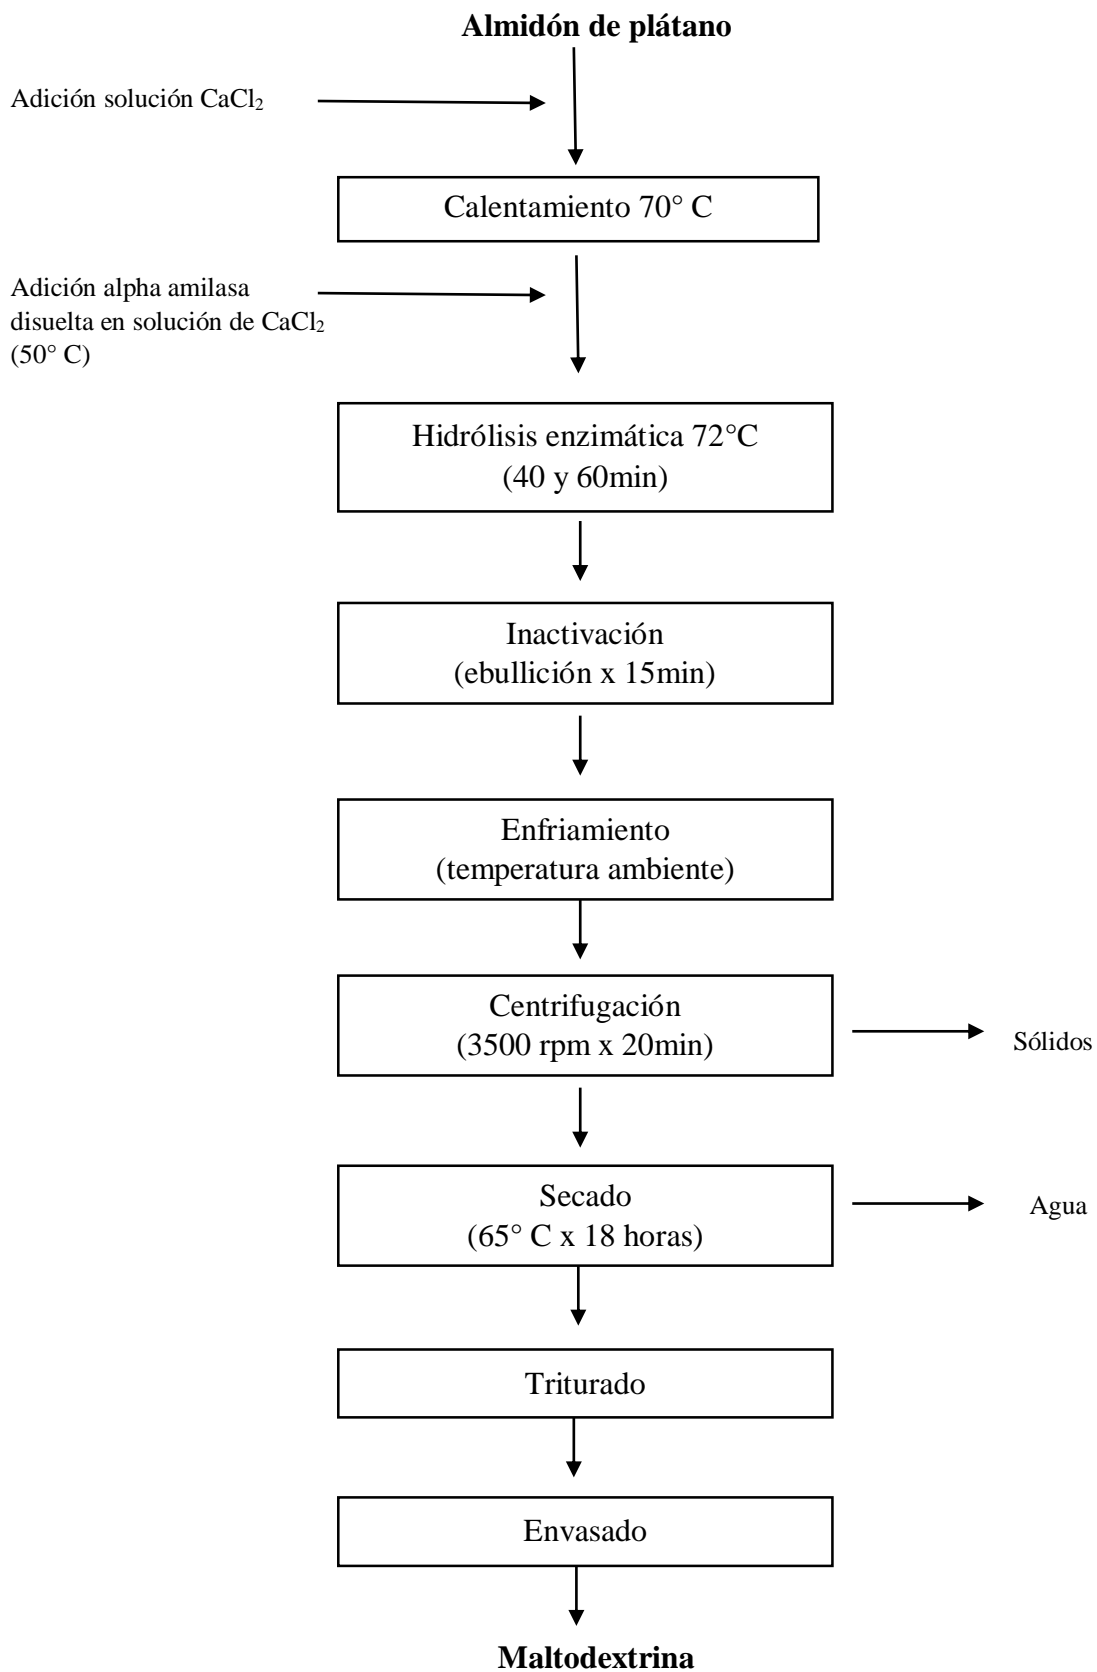 Almidón de plátano
Adición solución CaCl₂
Calentamiento 70° C
Adición alpha amilasa
disuelta en solución de CaCl₂
(50° C)
Hidrólisis enzimática 72°C
(40 y 60min)
Inactivación
(ebullición x 15min)
Enfriamiento
(temperatura ambiente)
Centrifugación
(3500 rpm x 20min)
Sólidos
Secado
(65° C x 18 horas)
Agua
Triturado
Envasado
Maltodextrina